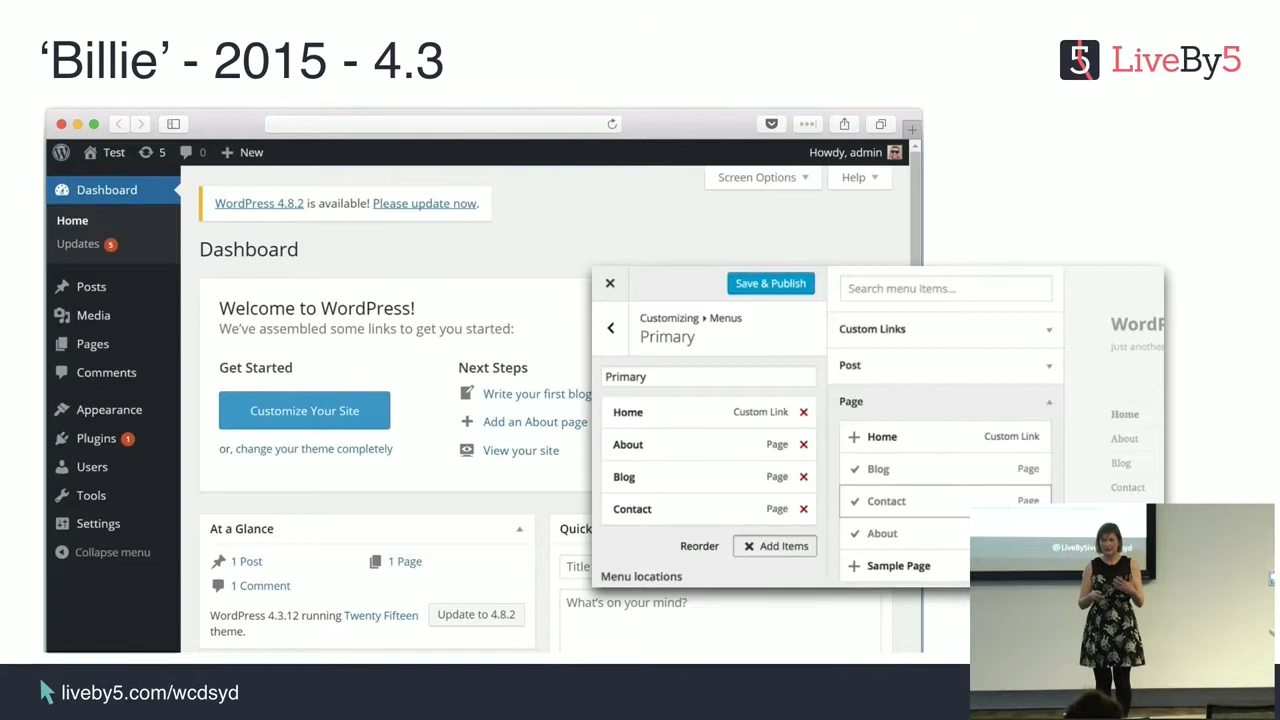 ‘Billie’ - 2015 - 4.3
5 LiveBy5
Test 5 0 New Howdy, admin
Screen Options Help
Dashboard
Home
Updates 5
Posts
Media
Pages
Comments
Appearance
Plugins 1
Users
Tools
Settings
Collapse menu
WordPress 4.8.2 is available! Please update now.
Dashboard
Welcome to WordPress!
We've assembled some links to get you started:
Get Started
Customize Your Site
or, change your theme completely
Next Steps
Write your first blog
Add an About page
View your site
At a Glance
1 Post 1 Page
1 Comment
WordPress 4.3.12 running Twenty Fifteen
theme.
Update to 4.8.2
Quick
Title
What's on your mind?
Save & Publish
Customizing Menus
Primary
Primary
Home Custom Link
About Page
Blog Page
Contact Page
Reorder Add Items
Menu locations
Search menu items...
Custom Links
Post
Page
Home Custom Link
Blog Page
Contact Page
About
Sample Page
WordP
Just another
Home
About
Blog
Contact
liveby5.com/wcdsyd